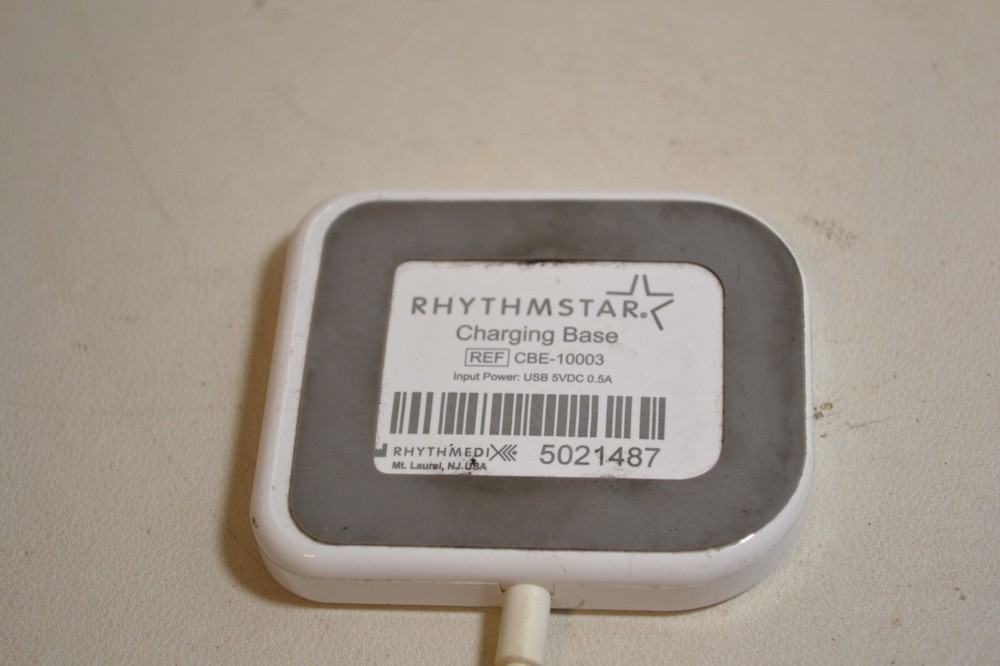 RHYTHMSTAR.
Charging Base
REF CBE-10003
Input Power: USB 5VDC 0.5A
RHYTHMEDIX 5021487
Mt. Laurel, NJ USA